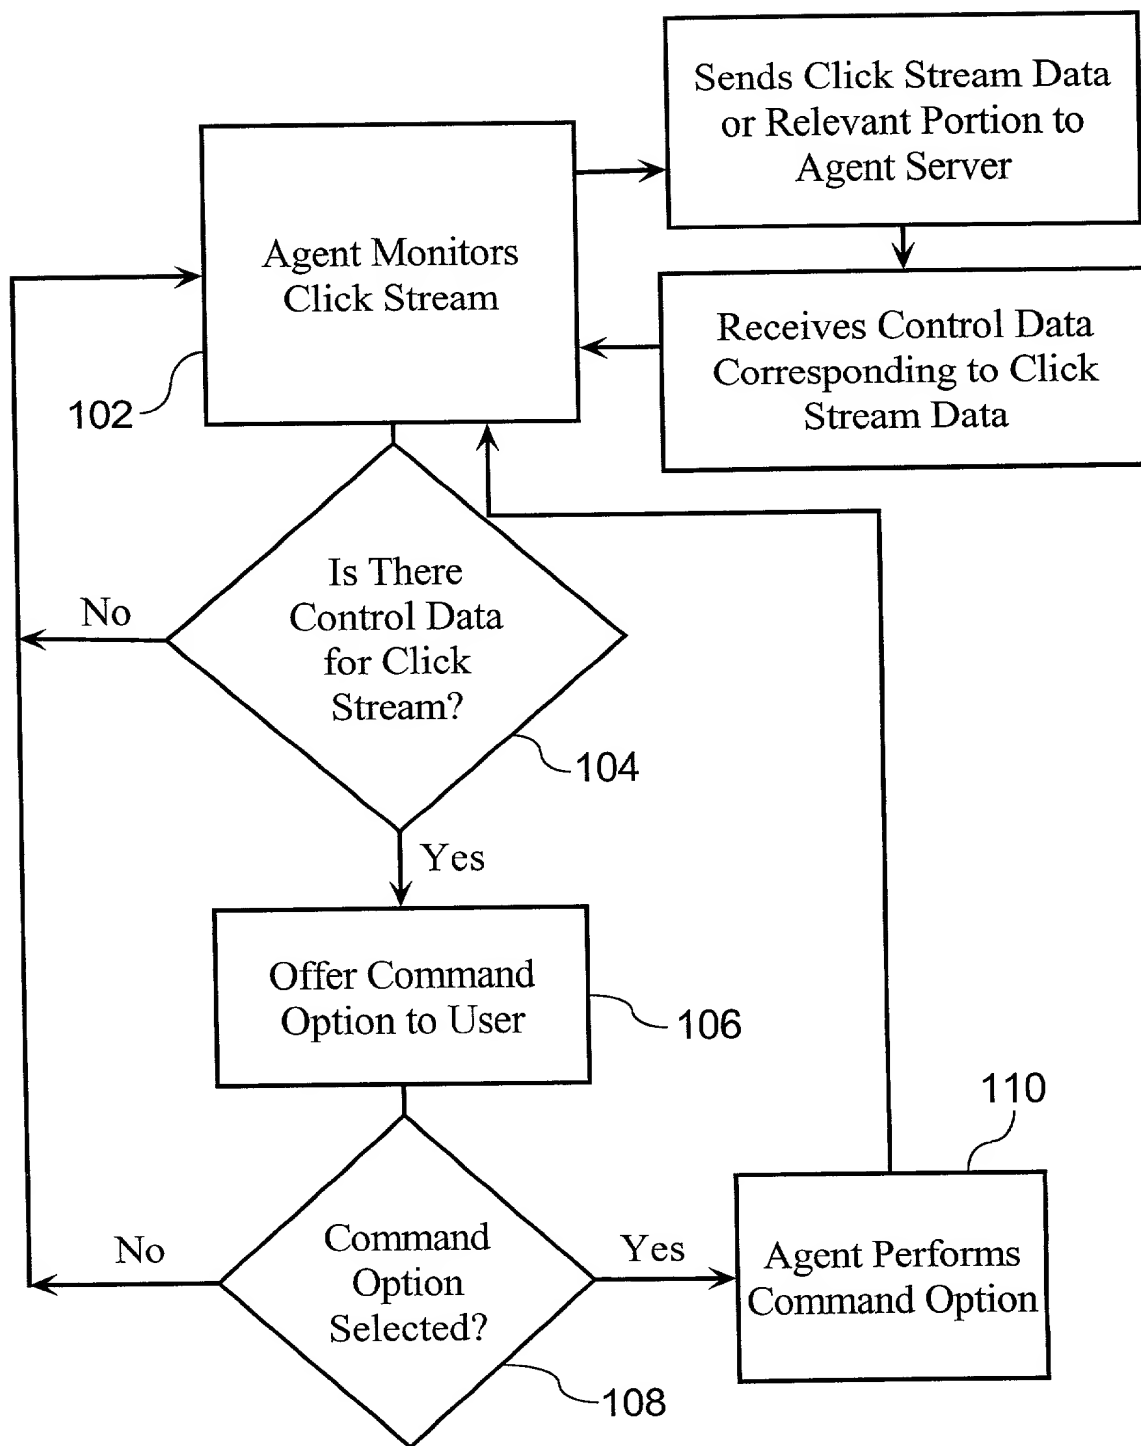 Sends Click Stream Data
or Relevant Portion to
Agent Server
Agent Monitors
Click Stream
Receives Control Data
Corresponding to Click
Stream Data
102
Is There
Control Data
for Click
Stream?
No
104
Yes
Offer Command
Option to User
106
110
Command
Option
Selected?
No
Yes
Agent Performs
Command Option
108